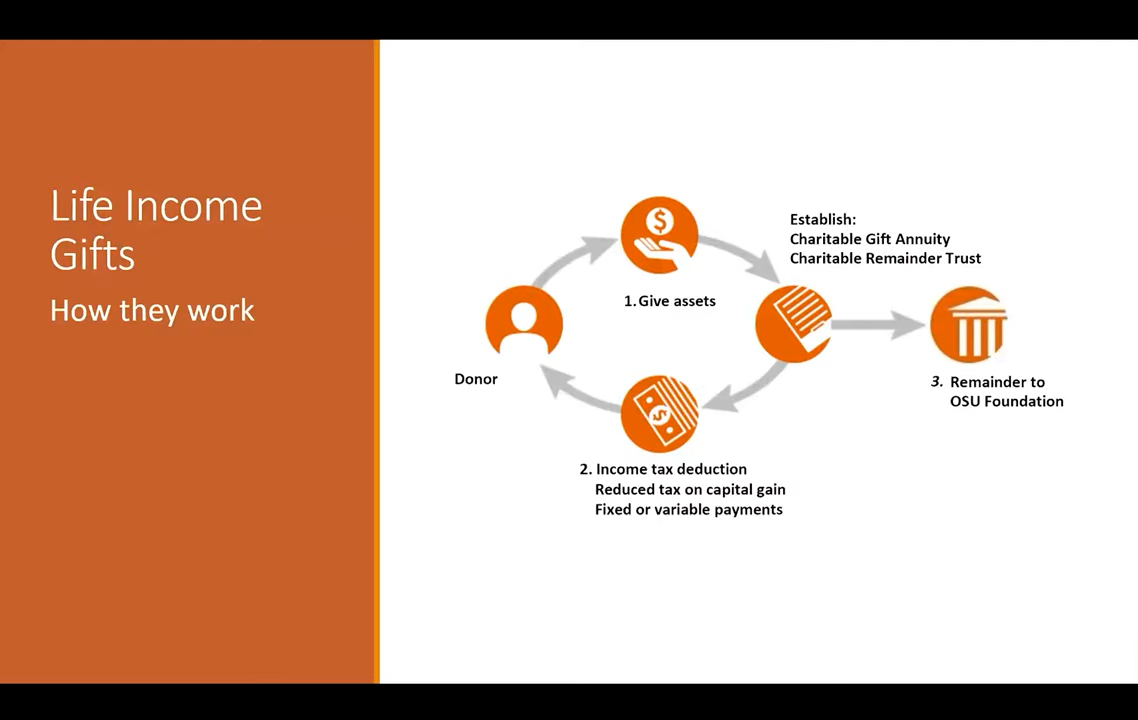 Life Income
Gifts
How they work
Establish:
Charitable Gift Annuity
Charitable Remainder Trust
1. Give assets
Donor
3. Remainder to
OSU Foundation
2. Income tax deduction
Reduced tax on capital gain
Fixed or variable payments